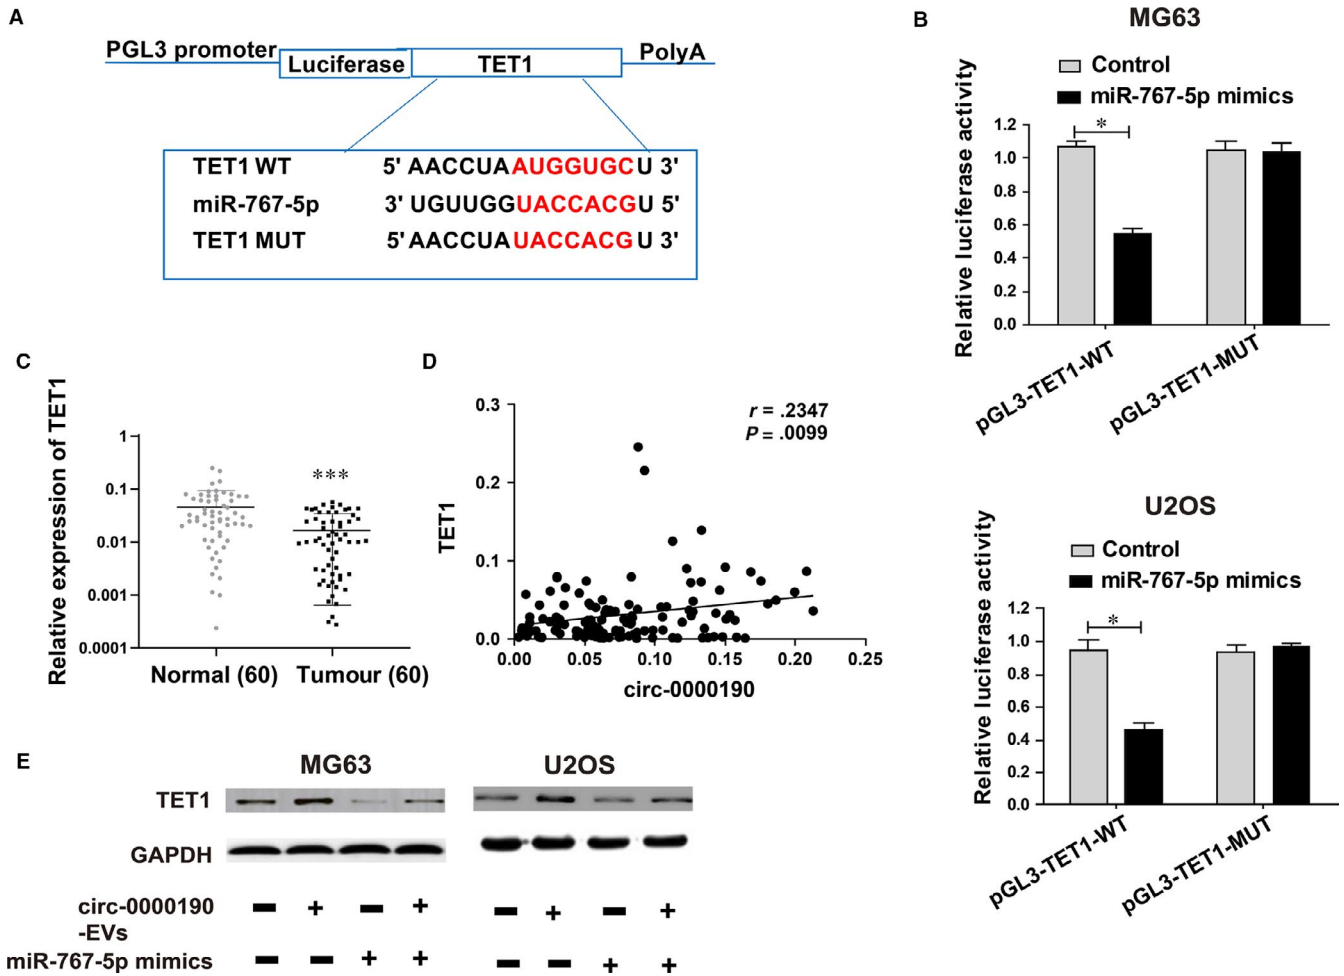 A
PGL3 promoter
Luciferase
TET1
PolyA
TET1 WT 5' AACCUAAUGGUGCU 3'
miR-767-5p 3' UGUUGGUACCACGU 5'
TET1 MUT 5' AACCUAUACCACGU 3'
B
MG63
Control
miR-767-5p mimics
Relative luciferase activity
1.2
1.0
0.8
0.6
0.4
0.2
0.0
*
pGL3-TET1-WT
pGL3-TET1-MUT
U2OS
Control
miR-767-5p mimics
Relative luciferase activity
1.2
1.0
0.8
0.6
0.4
0.2
0.0
*
pGL3-TET1-WT
pGL3-TET1-MUT
C
Relative expression of TET1
1
0.1
0.01
0.001
0.0001
***
Normal (60) Tumour (60)
D
TET1
0.3
0.2
0.1
0.0
r = .2347
P = .0099
0.00 0.05 0.10 0.15 0.20 0.25
circ-0000190
E
MG63 U2OS
TET1
GAPDH
circ-0000190 − + − + − + − +
-EVs
miR-767-5p mimics − − + + − − + +